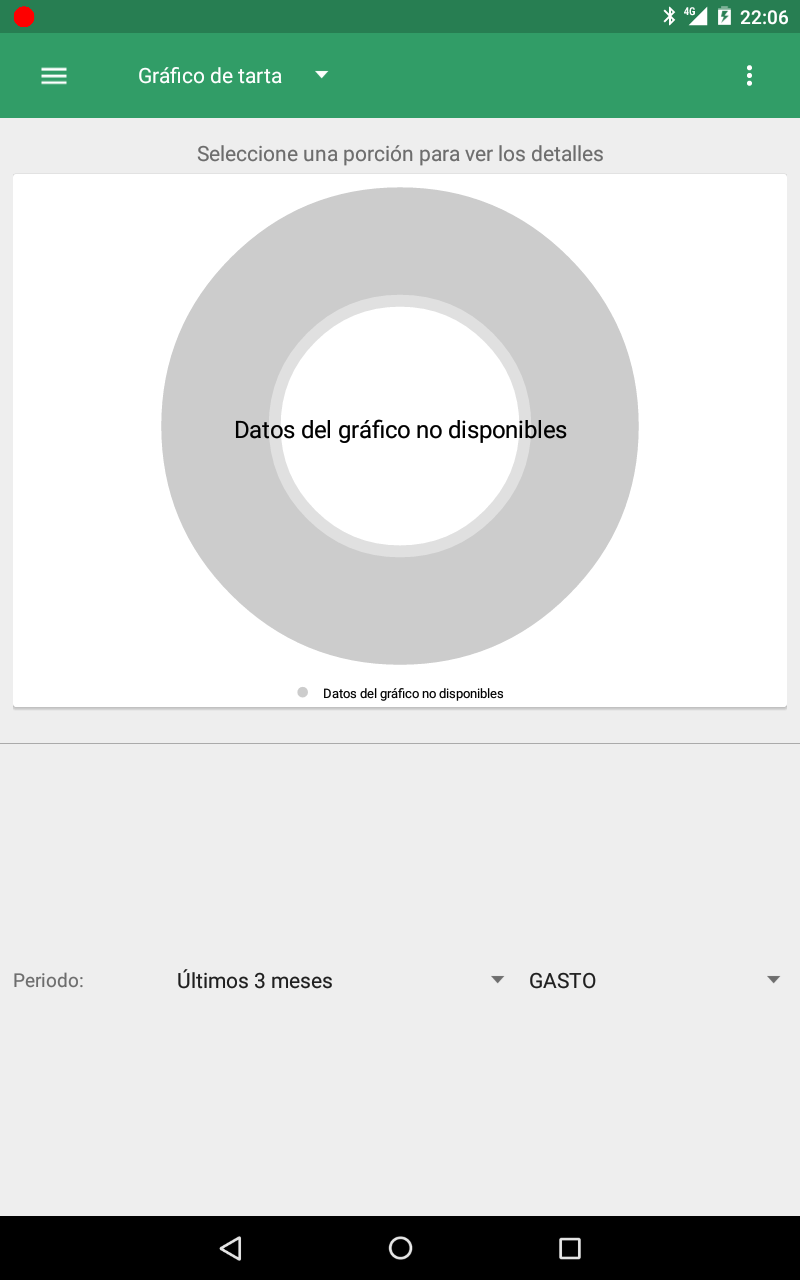 4G 22:06
Gráfico de tarta
Seleccione una porción para ver los detalles
Datos del gráfico no disponibles
Datos del gráfico no disponibles
Periodo: Últimos 3 meses GASTO